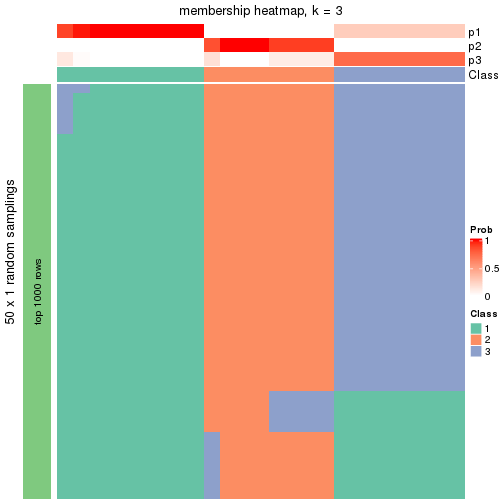 membership heatmap, k = 3
p1
p2
p3
Class
50 x 1 random samplings
top 1000 rows
Prob
1
0.5
0
Class
1
2
3